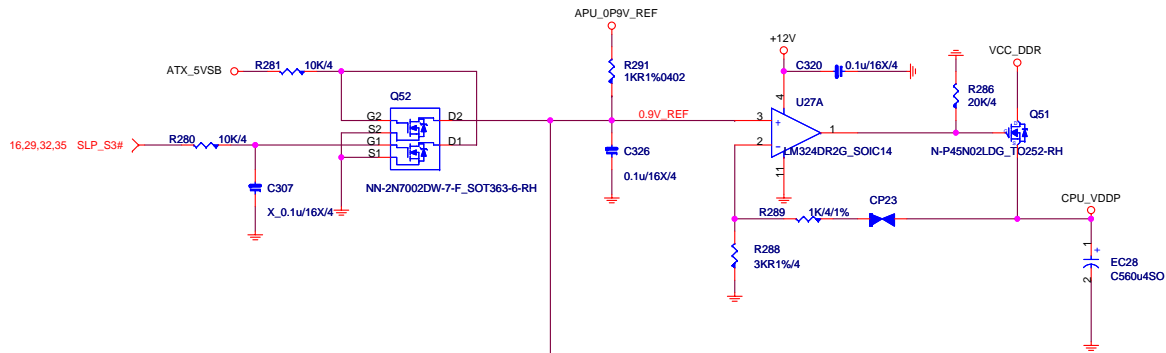 APU_0P9V_REF
+12V
VCC_DDR
ATX_5VSB
R281
10K/4
R291
1KR1%0402
C320
0.1u/16X/4
R286
20K/4
Q52
U27A
Q51
G2
D2
S2
G1
D1
S1
0.9V_REF
3
4
+
1
2
-
11
16,29,32,35 SLP_S3#
R280
10K/4
LM324DR2G_SOIC14
N-P45N02LDG_TO252-RH
C326
0.1u/16X/4
NN-2N7002DW-7-F_SOT363-6-RH
C307
X_0.1u/16X/4
R289
1K/4/1%
CP23
CPU_VDDP
R288
3KR1%/4
1
+
2
EC28
C560u4SO